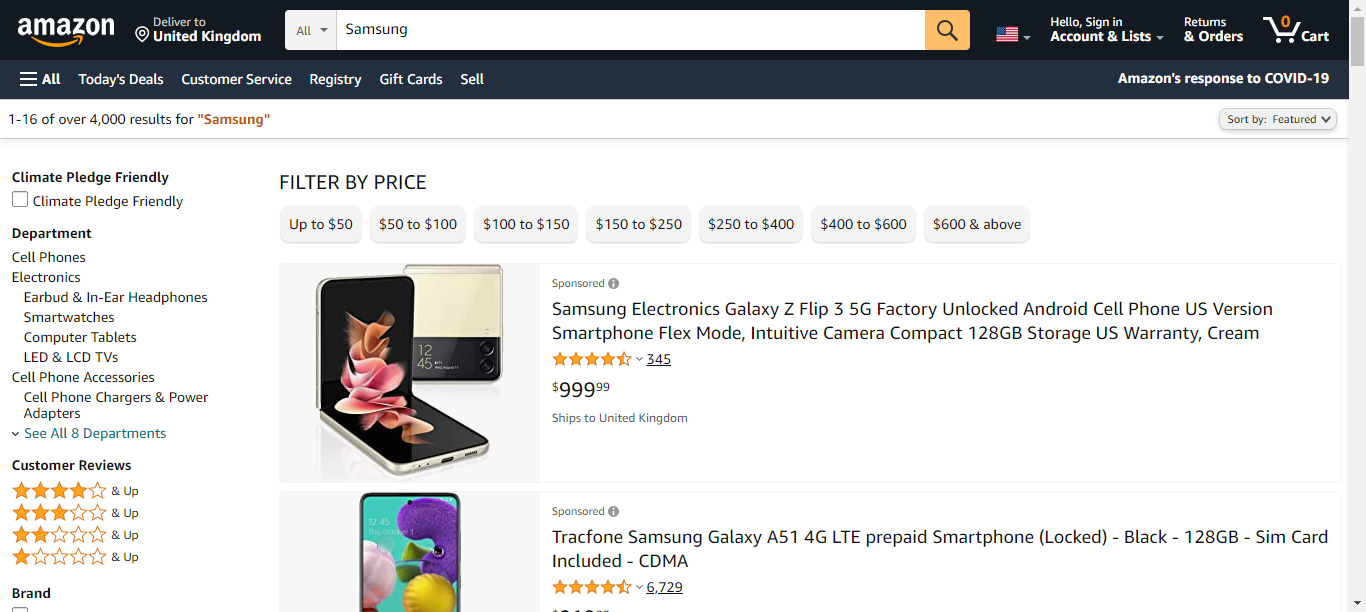 amazon
Deliver to
United Kingdom
All
Samsung
Hello, Sign in
Account & Lists
Returns
& Orders
0
Cart
All
Today's Deals
Customer Service
Registry
Gift Cards
Sell
Amazon's response to COVID-19
1-16 of over 4,000 results for "Samsung"
Sort by: Featured
Climate Pledge Friendly
Climate Pledge Friendly
Department
Cell Phones
Electronics
Earbud & In-Ear Headphones
Smartwatches
Computer Tablets
LED & LCD TVs
Cell Phone Accessories
Cell Phone Chargers & Power
Adapters
See All 8 Departments
Customer Reviews
& Up
& Up
& Up
& Up
Brand
FILTER BY PRICE
Up to $50
$50 to $100
$100 to $150
$150 to $250
$250 to $400
$400 to $600
$600 & above
12
45
Sponsored
Samsung Electronics Galaxy Z Flip 3 5G Factory Unlocked Android Cell Phone US Version
Smartphone Flex Mode, Intuitive Camera Compact 128GB Storage US Warranty, Cream
345
$99999
Ships to United Kingdom
12:45
Sponsored
Tracfone Samsung Galaxy A51 4G LTE prepaid Smartphone (Locked) - Black - 128GB - Sim Card
Included - CDMA
6,729